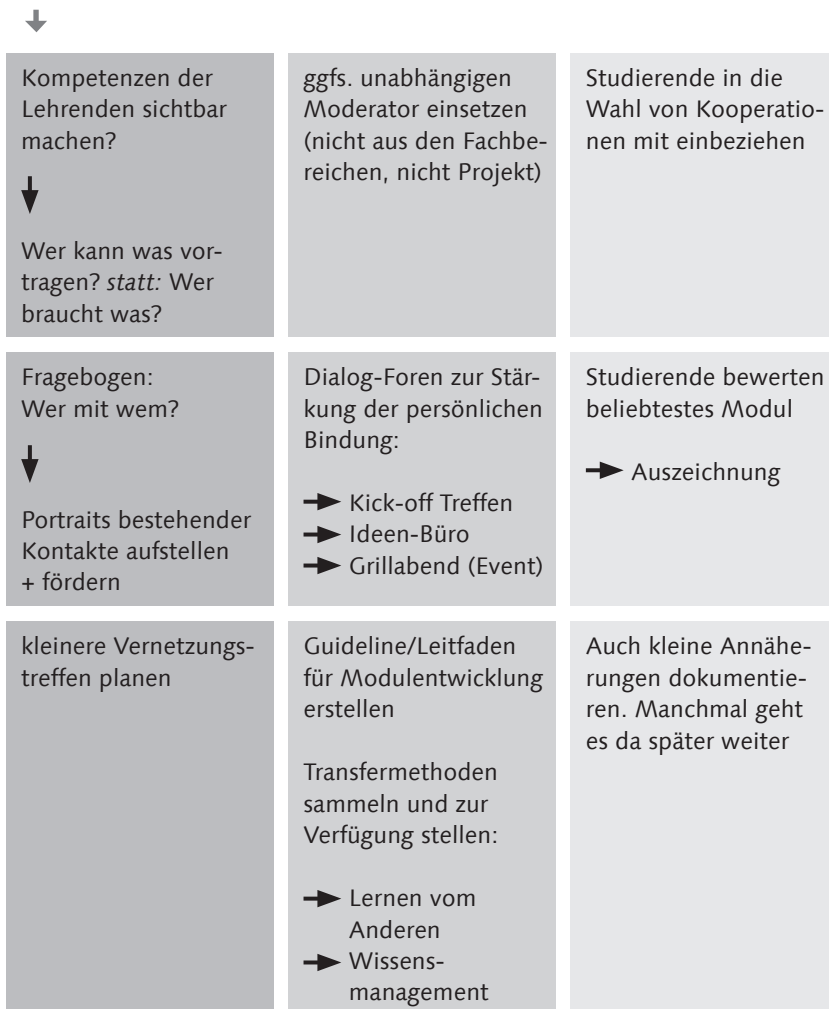 Kompetenzen der
Lehrenden sichtbar
machen?
Wer kann was vor-
tragen? statt: Wer
braucht was?
ggfs. unabhängigen
Moderator einsetzen
(nicht aus den Fachbe-
reichen, nicht Projekt)
Studierende in die
Wahl von Kooperatio-
nen mit einbeziehen
Fragebogen:
Wer mit wem?
Portraits bestehender
Kontakte aufstellen
+ fördern
Dialog-Foren zur Stär-
kung der persönlichen
Bindung:
Kick-off Treffen
Ideen-Büro
Grillabend (Event)
Studierende bewerten
beliebtestes Modul
Auszeichnung
kleinere Vernetzungs-
treffen planen
Guideline/Leitfaden
für Modulentwicklung
erstellen
Transfermethoden
sammeln und zur
Verfügung stellen:
Lernen vom
Anderen
Wissens-
management
Auch kleine Annähe-
rungen dokumentie-
ren. Manchmal geht
es da später weiter